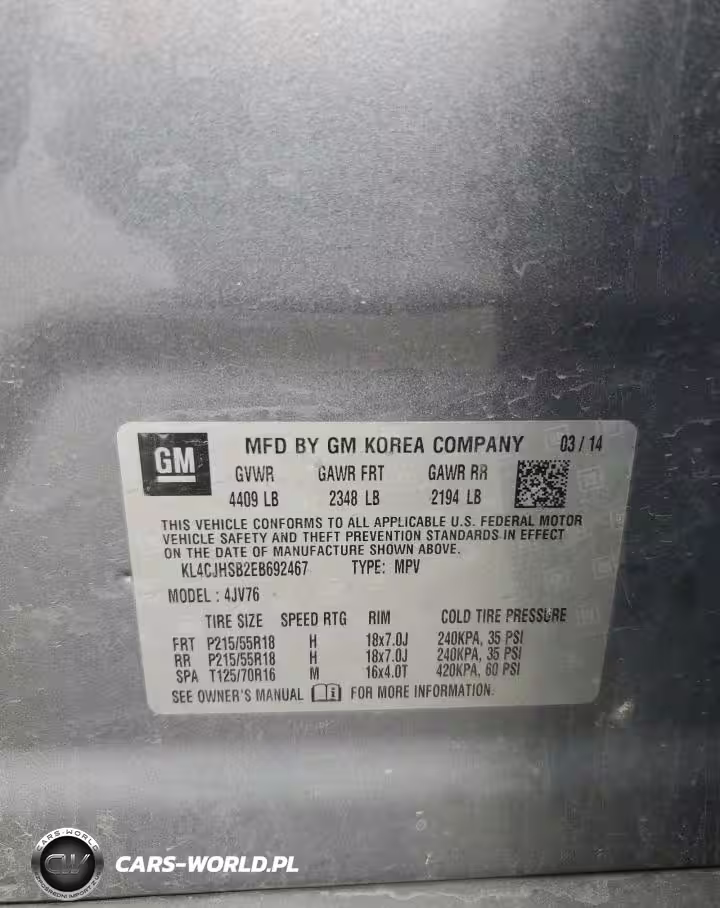 GM
MFD BY GM KOREA COMPANY 03/14
GVWR GAWR FRT GAWR RR
4409 LB 2348 LB 2194 LB
THIS VEHICLE CONFORMS TO ALL APPLICABLE U.S. FEDERAL MOTOR
VEHICLE SAFETY AND THEFT PREVENTION STANDARDS IN EFFECT
ON THE DATE OF MANUFACTURE SHOWN ABOVE.
KL4CJHSB2EB692467 TYPE: MPV
MODEL : 4JV76
TIRE SIZE SPEED RTG RIM COLD TIRE PRESSURE
FRT P215/55R18 H 18x7.0J 240KPA, 35 PSI
RR P215/55R18 H 18x7.0J 240KPA, 35 PSI
SPA T125/70R16 M 16x4.0T 420KPA, 60 PSI
SEE OWNER'S MANUAL FOR MORE INFORMATION.
CARS-WORLD
CW
CARS-WORLD.PL